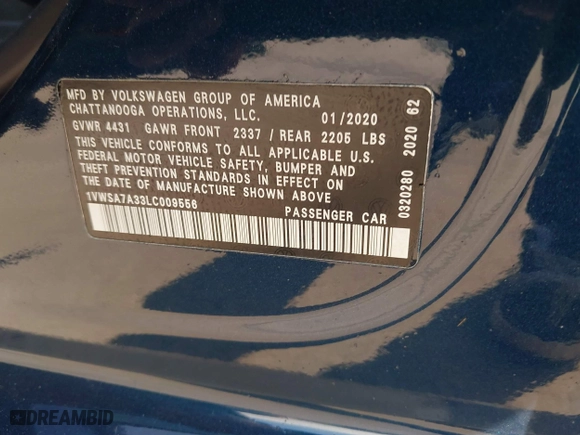 MFD BY VOLKSWAGEN GROUP OF AMERICA
CHATTANOOGA OPERATIONS, LLC. 01/2020
GVWR 4431 GAWR FRONT 2337 / REAR 2205 LBS
THIS VEHICLE CONFORMS TO ALL APPLICABLE U.S.
FEDERAL MOTOR VEHICLE SAFETY, BUMPER AND
THEFT PREVENTION STANDARDS IN EFFECT ON
THE DATE OF MANUFACTURE SHOWN ABOVE
1VWSA7A33LC009556 PASSENGER CAR
0320280 2020 62
DREAMBID